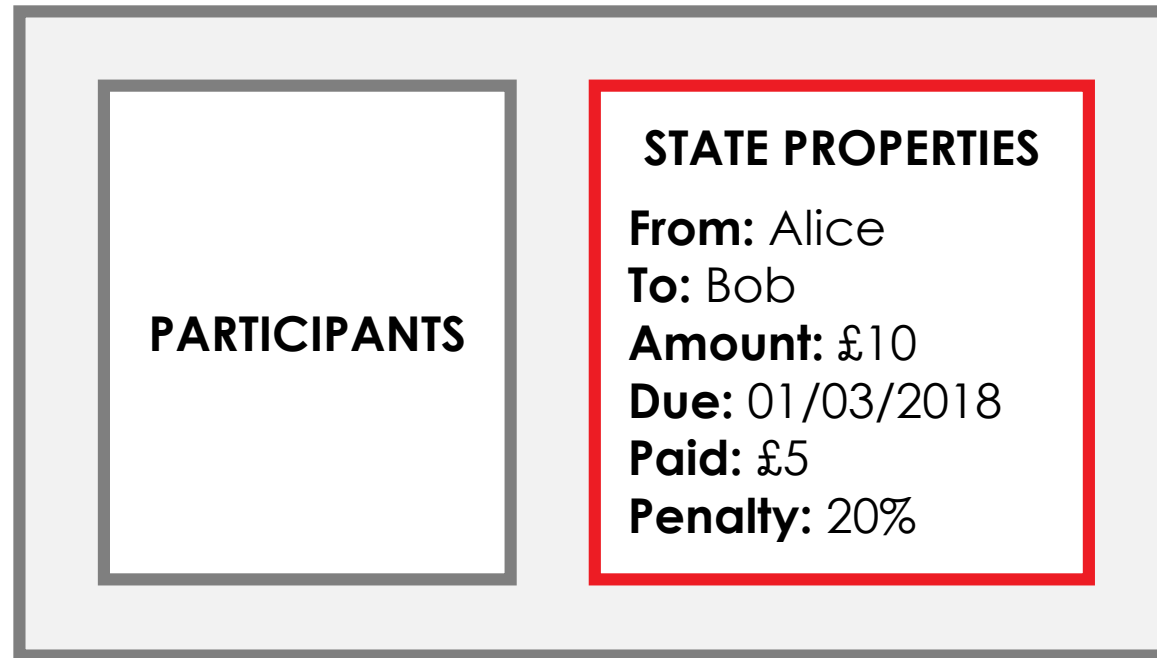 PARTICIPANTS
STATE PROPERTIES
From: Alice
To: Bob
Amount: £10
Due: 01/03/2018
Paid: £5
Penalty: 20%